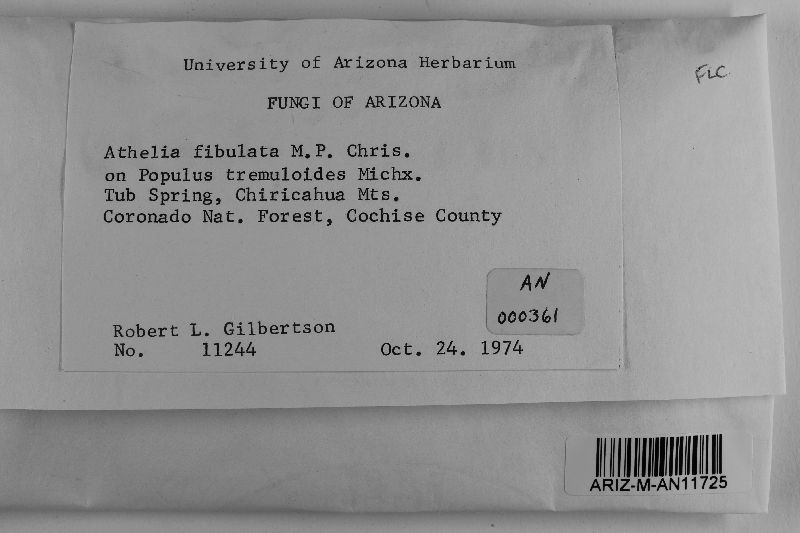 University of Arizona Herbarium
FLC
FUNGI OF ARIZONA
Athelia fibulata M.P. Chris.
on Populus tremuloides Michx.
Tub Spring, Chiricahua Mts.
Coronado Nat. Forest, Cochise County
AN
000361
Robert L. Gilbertson
No. 11244 Oct. 24. 1974
ARIZ-M-AN11725